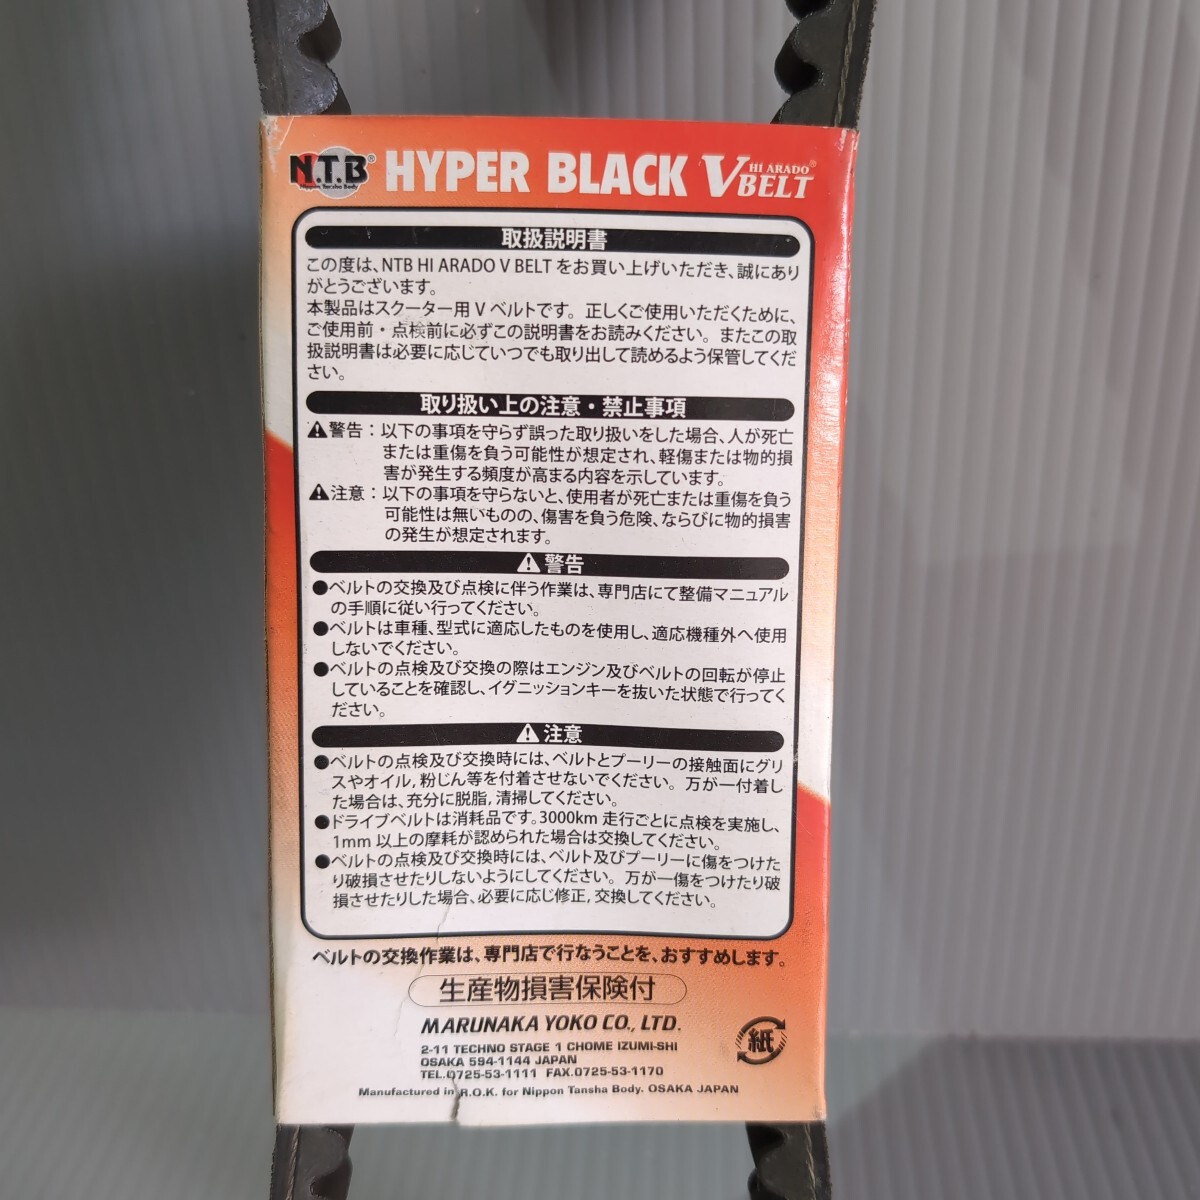 N.T.B® HYPER BLACK V HI ARADO® BELT
Nippon Tansha Body
取扱説明書
この度は、NTB HI ARADO V BELT をお買い上げいただき、誠にあり
がとうございます。
本製品はスクーター用 V ベルトです。正しくご使用いただくために、
ご使用前・点検前に必ずこの説明書をお読みください。またこの取
扱説明書は必要に応じていつでも取り出して読めるよう保管してくだ
さい。
取り扱い上の注意・禁止事項
⚠警告：以下の事項を守らず誤った取り扱いをした場合、人が死亡
または重傷を負う可能性が想定され、軽傷または物的損
害が発生する頻度が高まる内容を示しています。
⚠注意：以下の事項を守らないと、使用者が死亡または重傷を負う
可能性は無いものの、傷害を負う危険、ならびに物的損害
の発生が想定されます。
⚠警告
●ベルトの交換及び点検に伴う作業は、専門店にて整備マニュアル
の手順に従い行ってください。
●ベルトは車種、型式に適応したものを使用し、適応機種外へ使用
しないでください。
●ベルトの点検及び交換の際はエンジン及びベルトの回転が停止
していることを確認し、イグニッションキーを抜いた状態で行ってく
ださい。
⚠注意
●ベルトの点検及び交換時には、ベルトとプーリーの接触面にグリ
スやオイル, 粉じん等を付着させないでください。万が一付着し
た場合は、充分に脱脂, 清掃してください。
●ドライブベルトは消耗品です。3000km 走行ごとに点検を実施し、
1mm 以上の摩耗が認められた場合は交換してください。
●ベルトの点検及び交換時には、ベルト及びプーリーに傷をつけた
り破損させたりしないようにしてください。万が一傷をつけたり破
損させたりした場合、必要に応じ修正, 交換してください。
ベルトの交換作業は、専門店で行なうことを、おすすめします。
生産物損害保険付
MARUNAKA YOKO CO., LTD.
2-11 TECHNO STAGE 1 CHOME IZUMI-SHI
OSAKA 594-1144 JAPAN
TEL.0725-53-1111 FAX.0725-53-1170
紙
Manufactured in R.O.K. for Nippon Tansha Body. OSAKA JAPAN